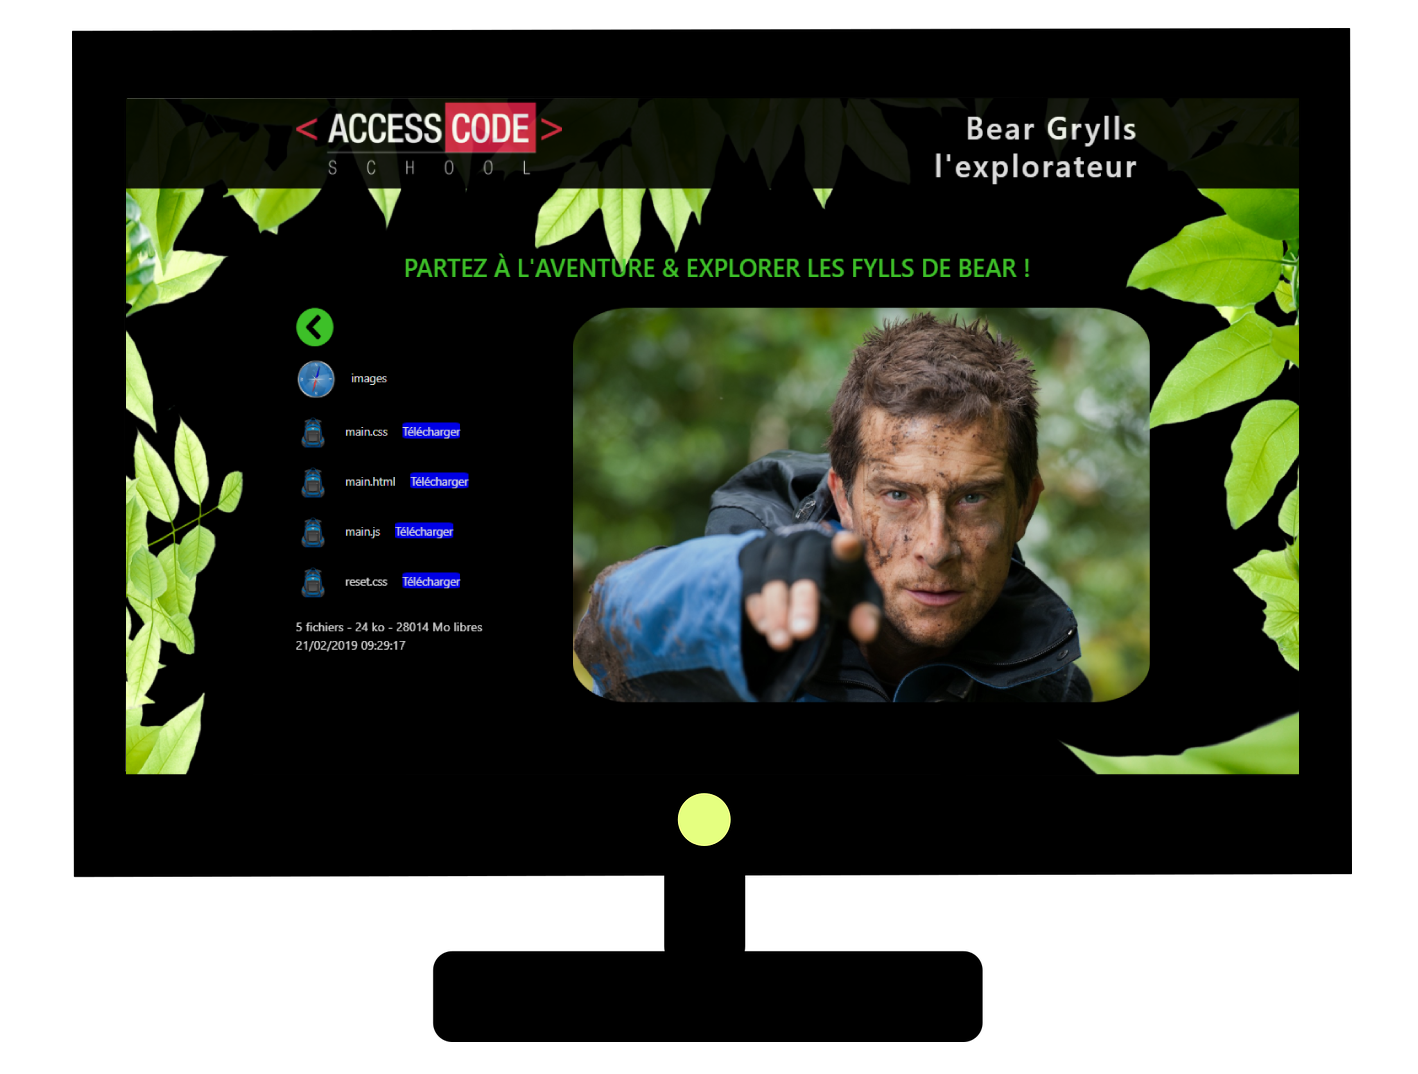 < ACCESS CODE >
SCHOOL
Bear Grylls
l'explorateur
PARTEZ À L'AVENTURE & EXPLORER LES FYLLS DE BEAR !
images
main.css Télécharger
main.html Télécharger
main.js Télécharger
reset.css Télécharger
5 fichiers - 24 ko - 28014 Mo libres
21/02/2019 09:29:17